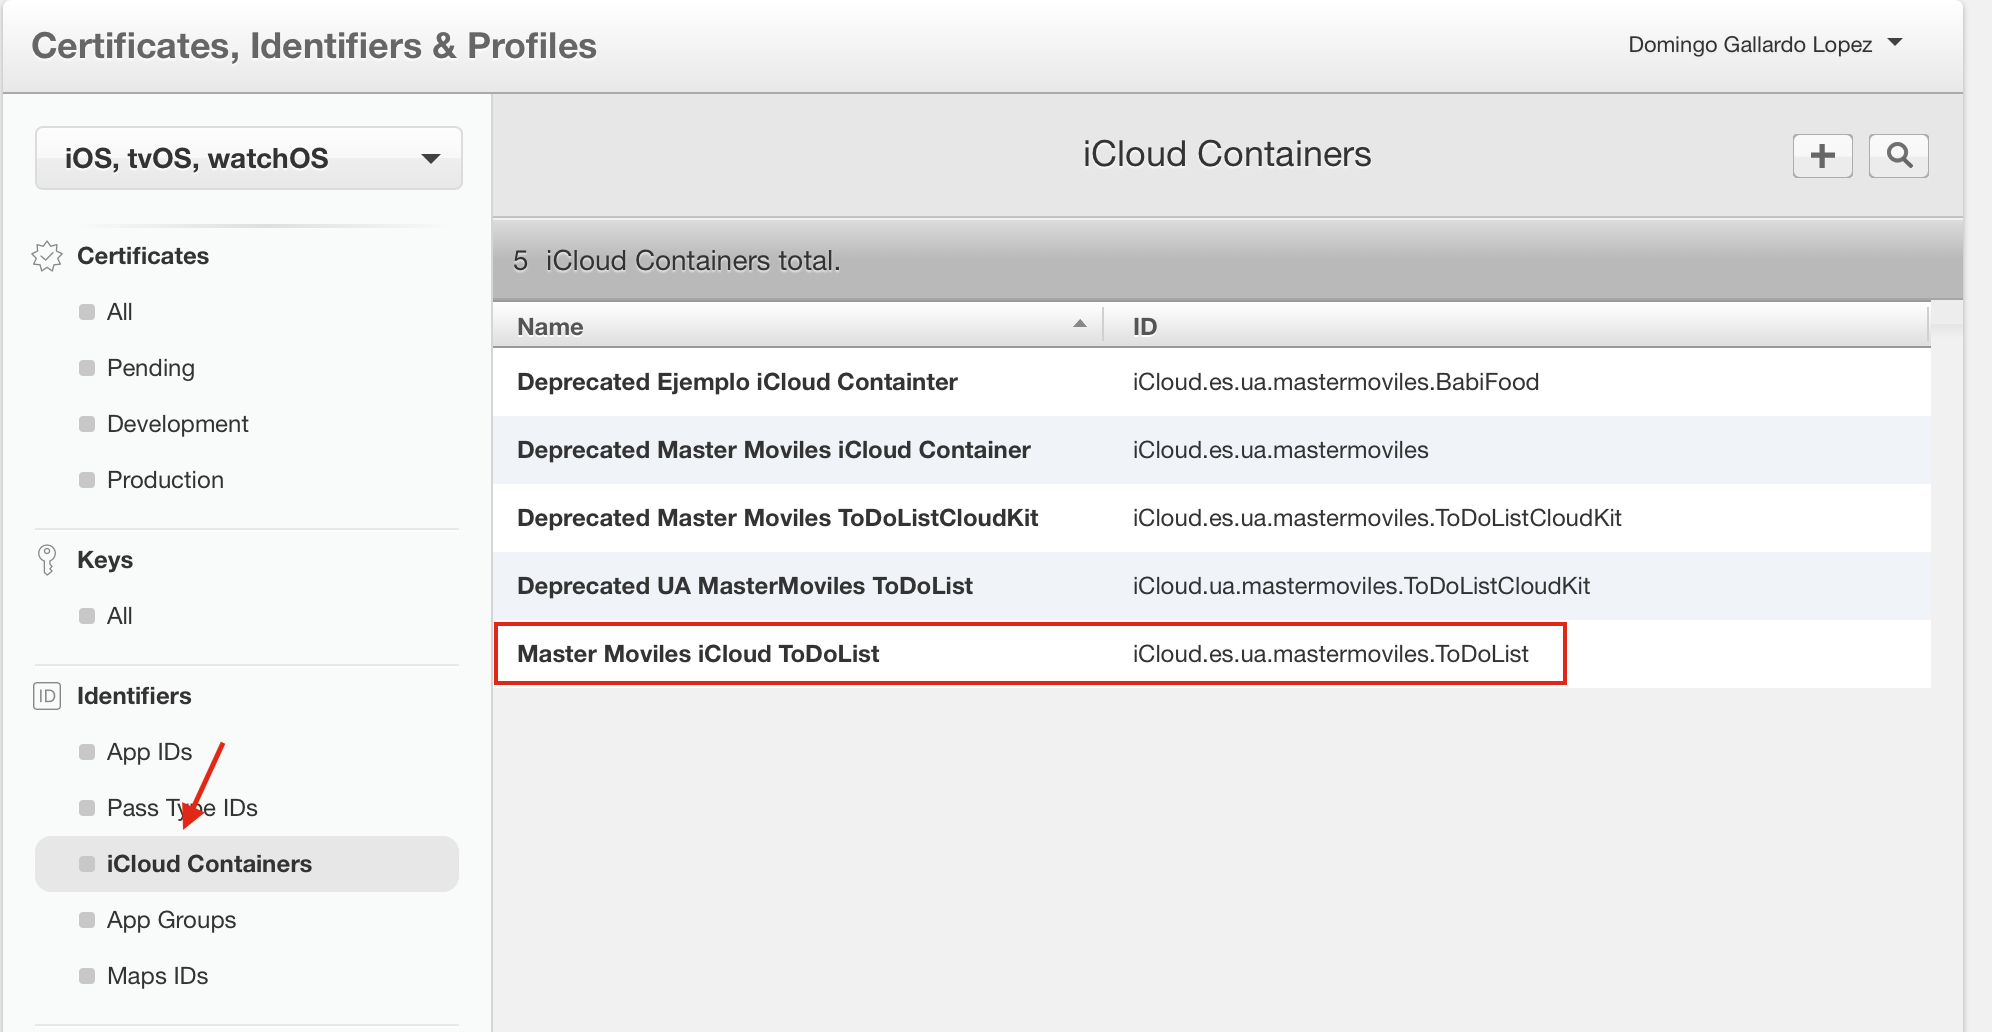 Certificates, Identifiers & Profiles
Domingo Gallardo Lopez
iOS, tvOS, watchOS
Certificates
All
Pending
Development
Production
Keys
All
ID Identifiers
App IDs
Pass Type IDs
iCloud Containers
App Groups
Maps IDs
iCloud Containers
5 iCloud Containers total.
Name ID
Deprecated Ejemplo iCloud Containter iCloud.es.ua.mastermoviles.BabiFood
Deprecated Master Moviles iCloud Container iCloud.es.ua.mastermoviles
Deprecated Master Moviles ToDoListCloudKit iCloud.es.ua.mastermoviles.ToDoListCloudKit
Deprecated UA MasterMoviles ToDoList iCloud.ua.mastermoviles.ToDoListCloudKit
Master Moviles iCloud ToDoList iCloud.es.ua.mastermoviles.ToDoList